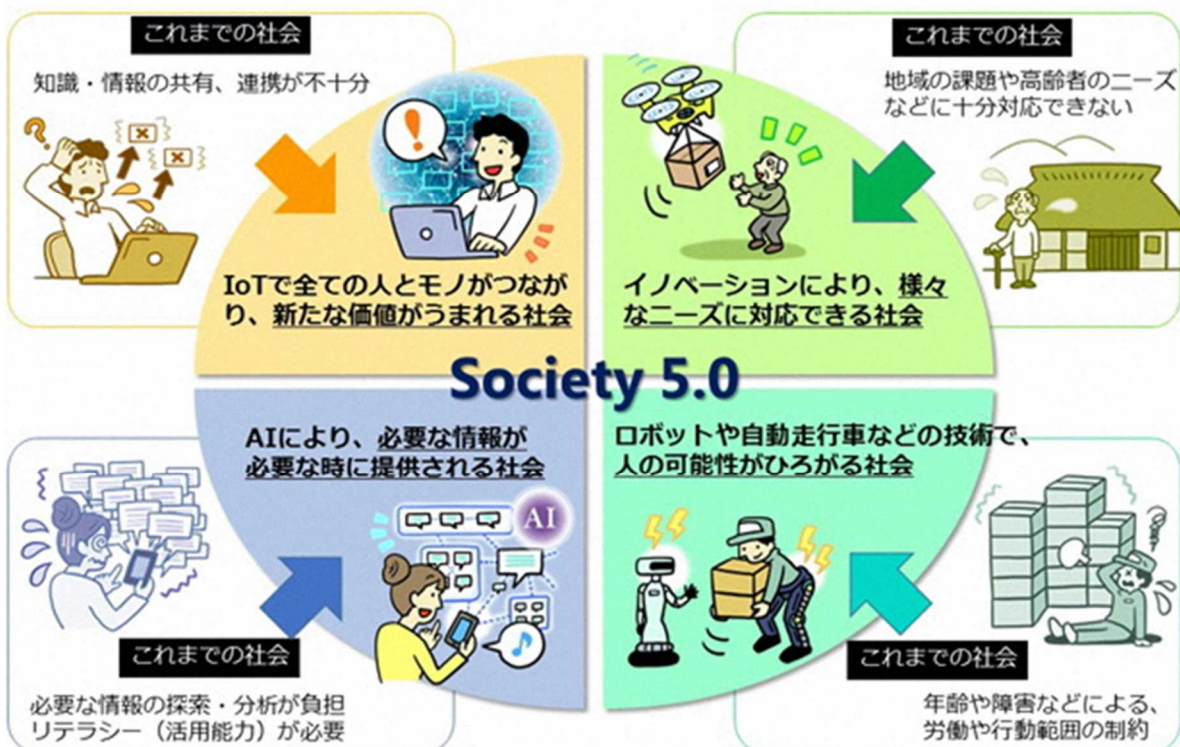 これまでの社会
知識・情報の共有、連携が不十分
?
!
IoTで全ての人とモノがつなが
り、新たな価値がうまれる社会
これまでの社会
地域の課題や高齢者のニーズ
などに十分対応できない
イノベーションにより、様々
なニーズに対応できる社会
Society 5.0
AIにより、必要な情報が
必要な時に提供される社会
AI
これまでの社会
必要な情報の探索・分析が負担
リテラシー（活用能力）が必要
ロボットや自動走行車などの技術で、
人の可能性がひろがる社会
これまでの社会
年齢や障害などによる、
労働や行動範囲の制約